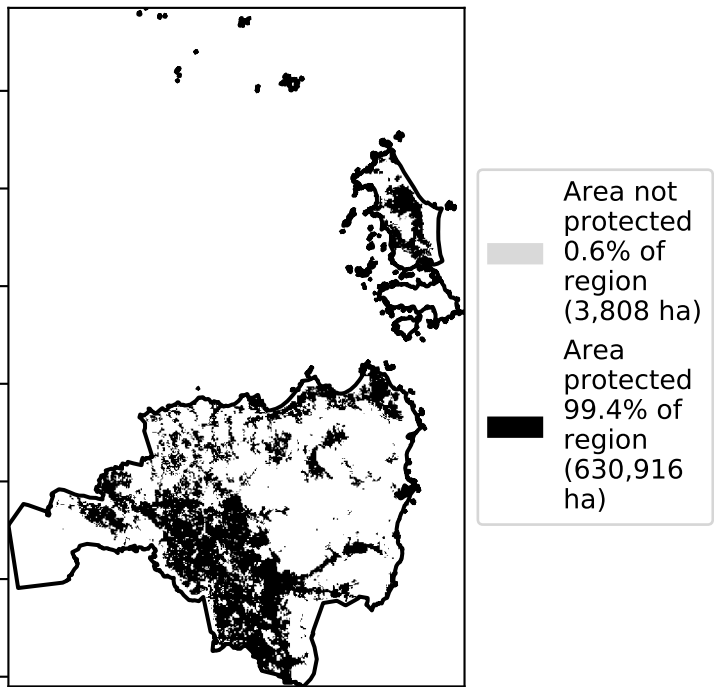 Area not
protected
0.6% of
region
(3,808 ha)
Area
protected
99.4% of
region
(630,916
ha)